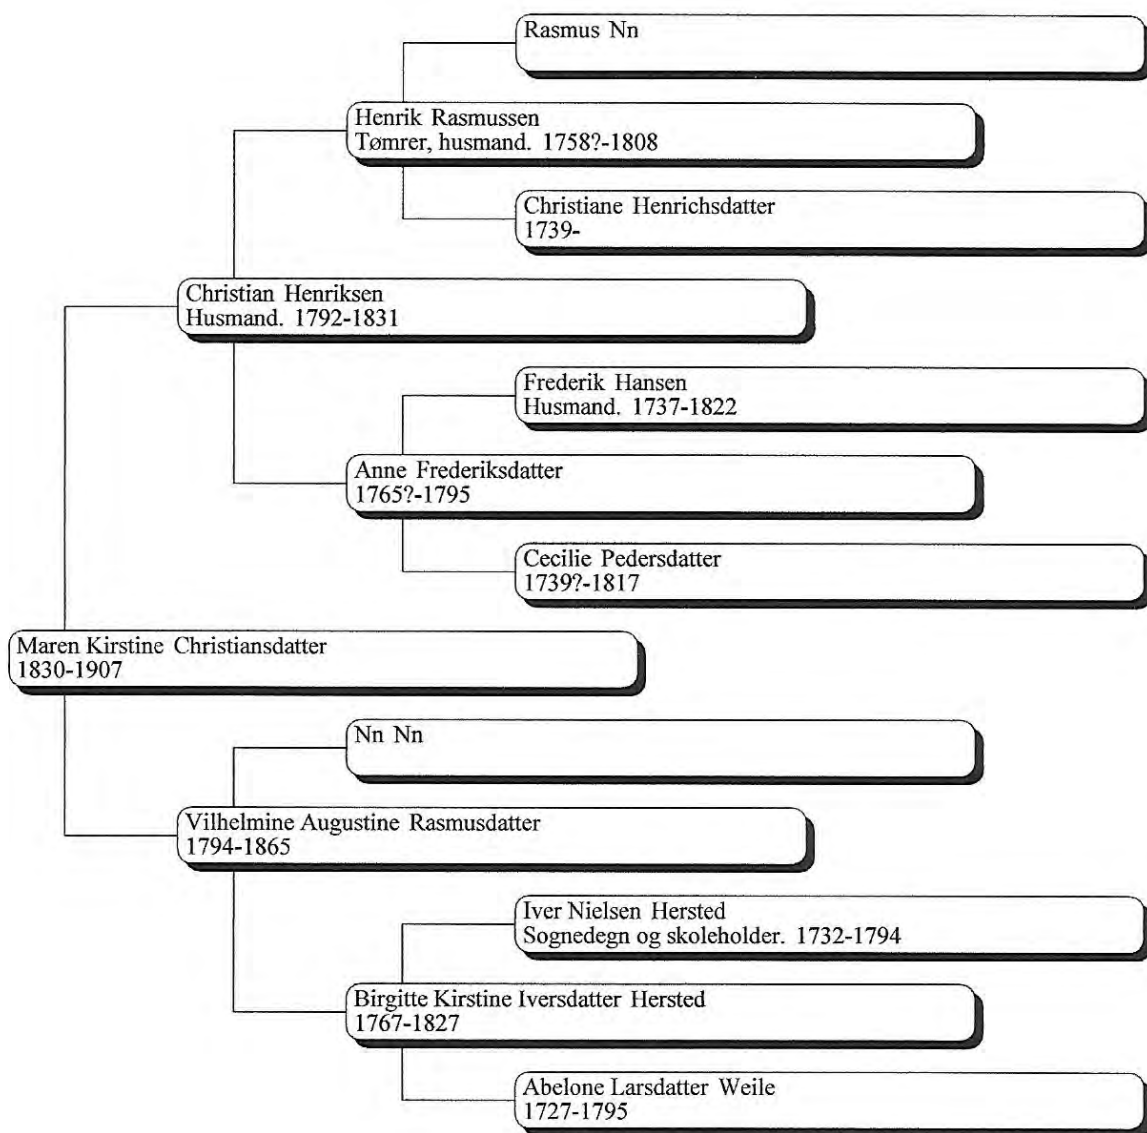 Rasmus Nn
Henrik Rasmussen
Tømrer, husmand. 1758?-1808
Christiane Henrichsdatter
1739-
Christian Henriksen
Husmand. 1792-1831
Frederik Hansen
Husmand. 1737-1822
Anne Frederiksdatter
1765?-1795
Cecilie Pedersdatter
1739?-1817
Maren Kirstine Christiansdatter
1830-1907
Nn Nn
Vilhelmine Augustine Rasmusdatter
1794-1865
Iver Nielsen Hersted
Sognedegn og skoleholder. 1732-1794
Birgitte Kirstine Iversdatter Hersted
1767-1827
Abelone Larsdatter Weile
1727-1795